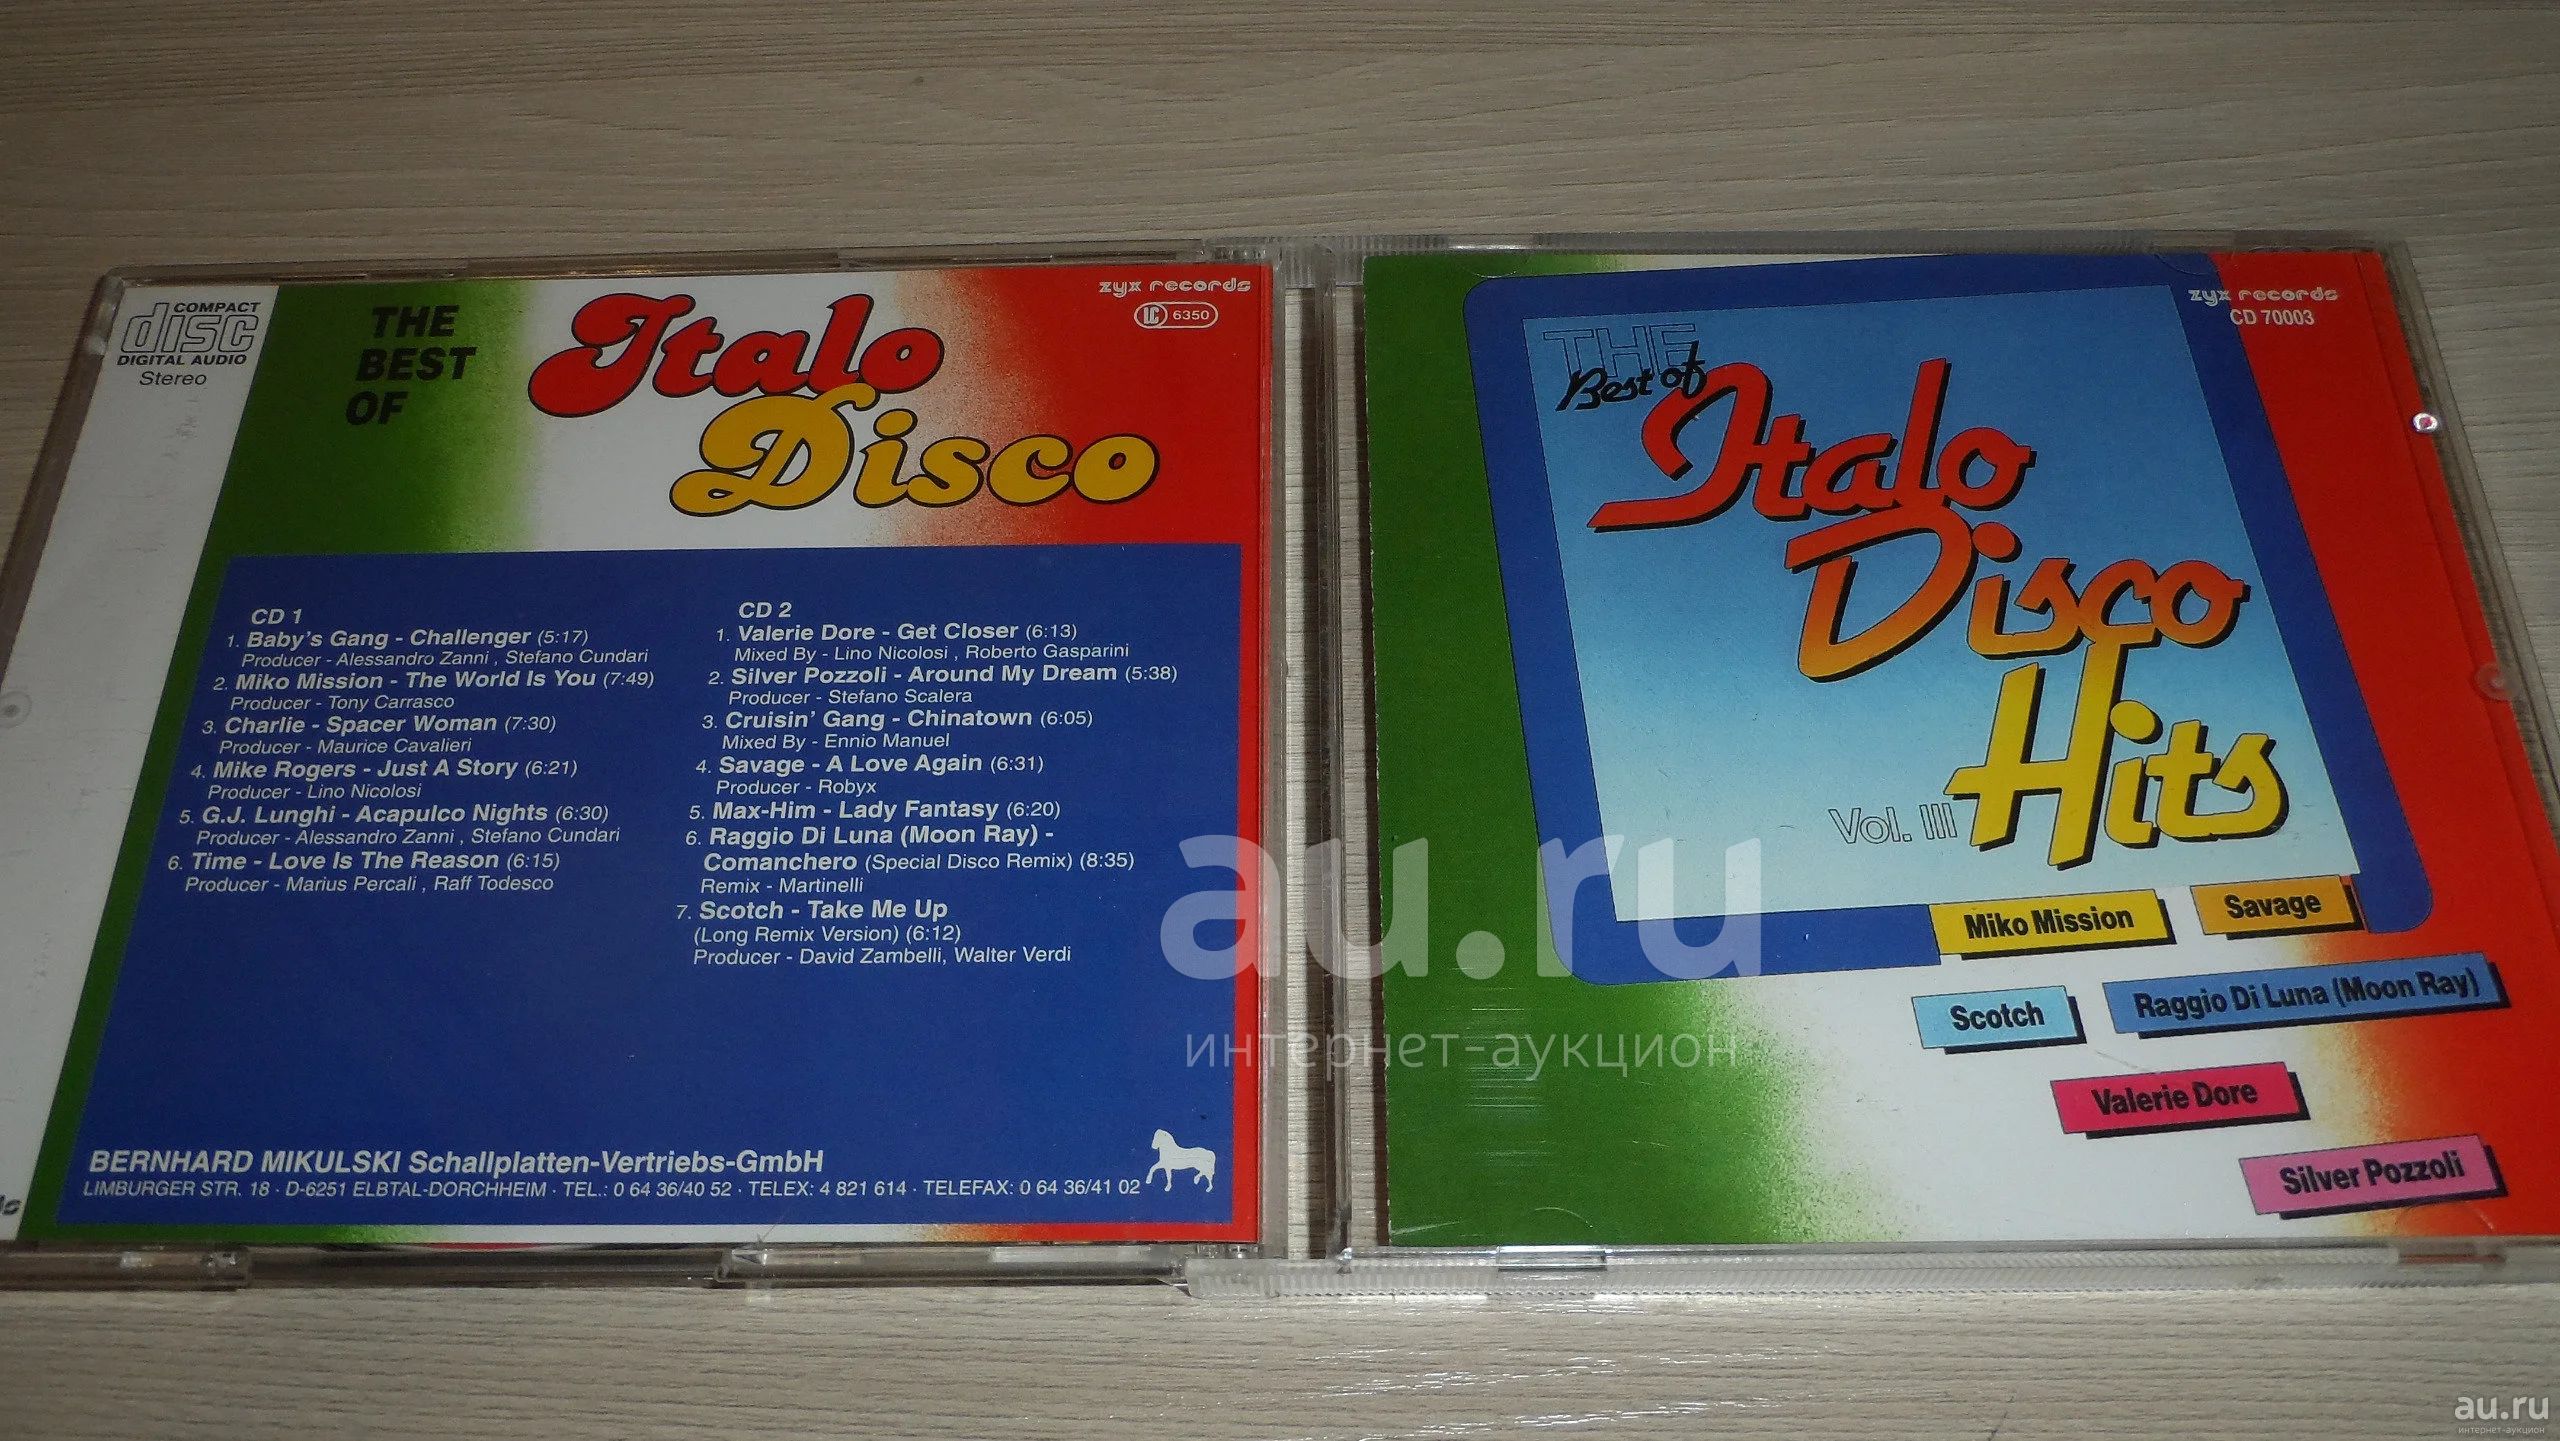 COMPACT
disc
DIGITAL AUDIO
Stereo
THE
BEST
OF
Italo
Disco
zyx records
LC 6350
CD 1
1. Baby's Gang - Challenger (5:17)
Producer - Alessandro Zanni , Stefano Cundari
2. Miko Mission - The World Is You (7:49)
Producer - Tony Carrasco
3. Charlie - Spacer Woman (7:30)
Producer - Maurice Cavalieri
4. Mike Rogers - Just A Story (6:21)
Producer - Lino Nicolosi
5. G.J. Lunghi - Acapulco Nights (6:30)
Producer - Alessandro Zanni , Stefano Cundari
6. Time - Love Is The Reason (6:15)
Producer - Marius Percali , Raff Todesco
CD 2
1. Valerie Dore - Get Closer (6:13)
Mixed By - Lino Nicolosi , Roberto Gasparini
2. Silver Pozzoli - Around My Dream (5:38)
Producer - Stefano Scalera
3. Cruisin' Gang - Chinatown (6:05)
Mixed By - Ennio Manuel
4. Savage - A Love Again (6:31)
Producer - Robyx
5. Max-Him - Lady Fantasy (6:20)
6. Raggio Di Luna (Moon Ray) -
Comanchero (Special Disco Remix) (8:35)
Remix - Martinelli
7. Scotch - Take Me Up
(Long Remix Version) (6:12)
Producer - David Zambelli, Walter Verdi
BERNHARD MIKULSKI Schallplatten-Vertriebs-GmbH
LIMBURGER STR. 18 · D-6251 ELBTAL-DORCHHEIM · TEL.: 0 64 36/40 52 · TELEX: 4 821 614 · TELEFAX: 0 64 36/41 02
zyx records
CD 70003
THE
Best of
Italo
Disco
Hits
Vol. III
Miko Mission
Savage
Scotch
Raggio Di Luna (Moon Ray)
Valerie Dore
Silver Pozzoli
au.ru
интернет-аукцион
au.ru
интернет-аукцион